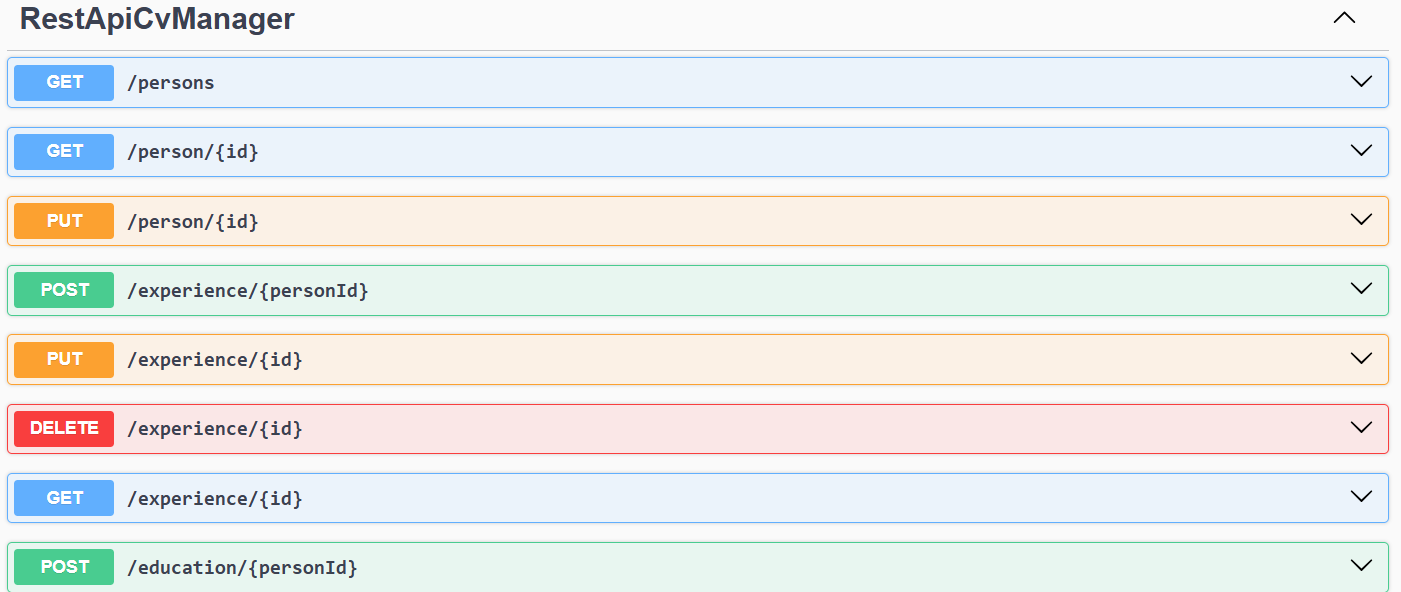 RestApiCvManager
GET /persons
GET /person/{id}
PUT /person/{id}
POST /experience/{personId}
PUT /experience/{id}
DELETE /experience/{id}
GET /experience/{id}
POST /education/{personId}